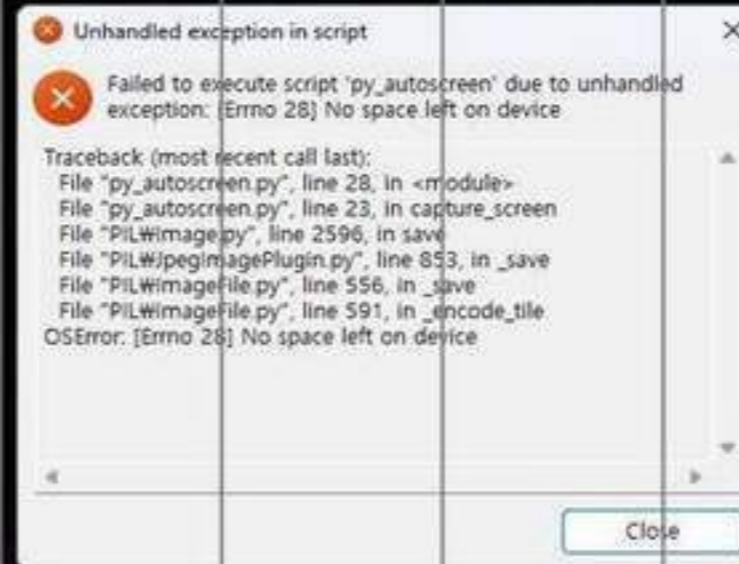 Unhandled exception in script
Failed to execute script 'py_autoscreen' due to unhandled
exception: [Errno 28] No space left on device
Traceback (most recent call last):
File "py_autoscreen.py", line 28, in <module>
File "py_autoscreen.py", line 23, in capture_screen
File "PIL₩Image.py", line 2596, in save
File "PIL₩JpegImagePlugin.py", line 853, in _save
File "PIL₩ImageFile.py", line 556, in _save
File "PIL₩ImageFile.py", line 591, in _encode_tile
OSError: [Errno 28] No space left on device
Close